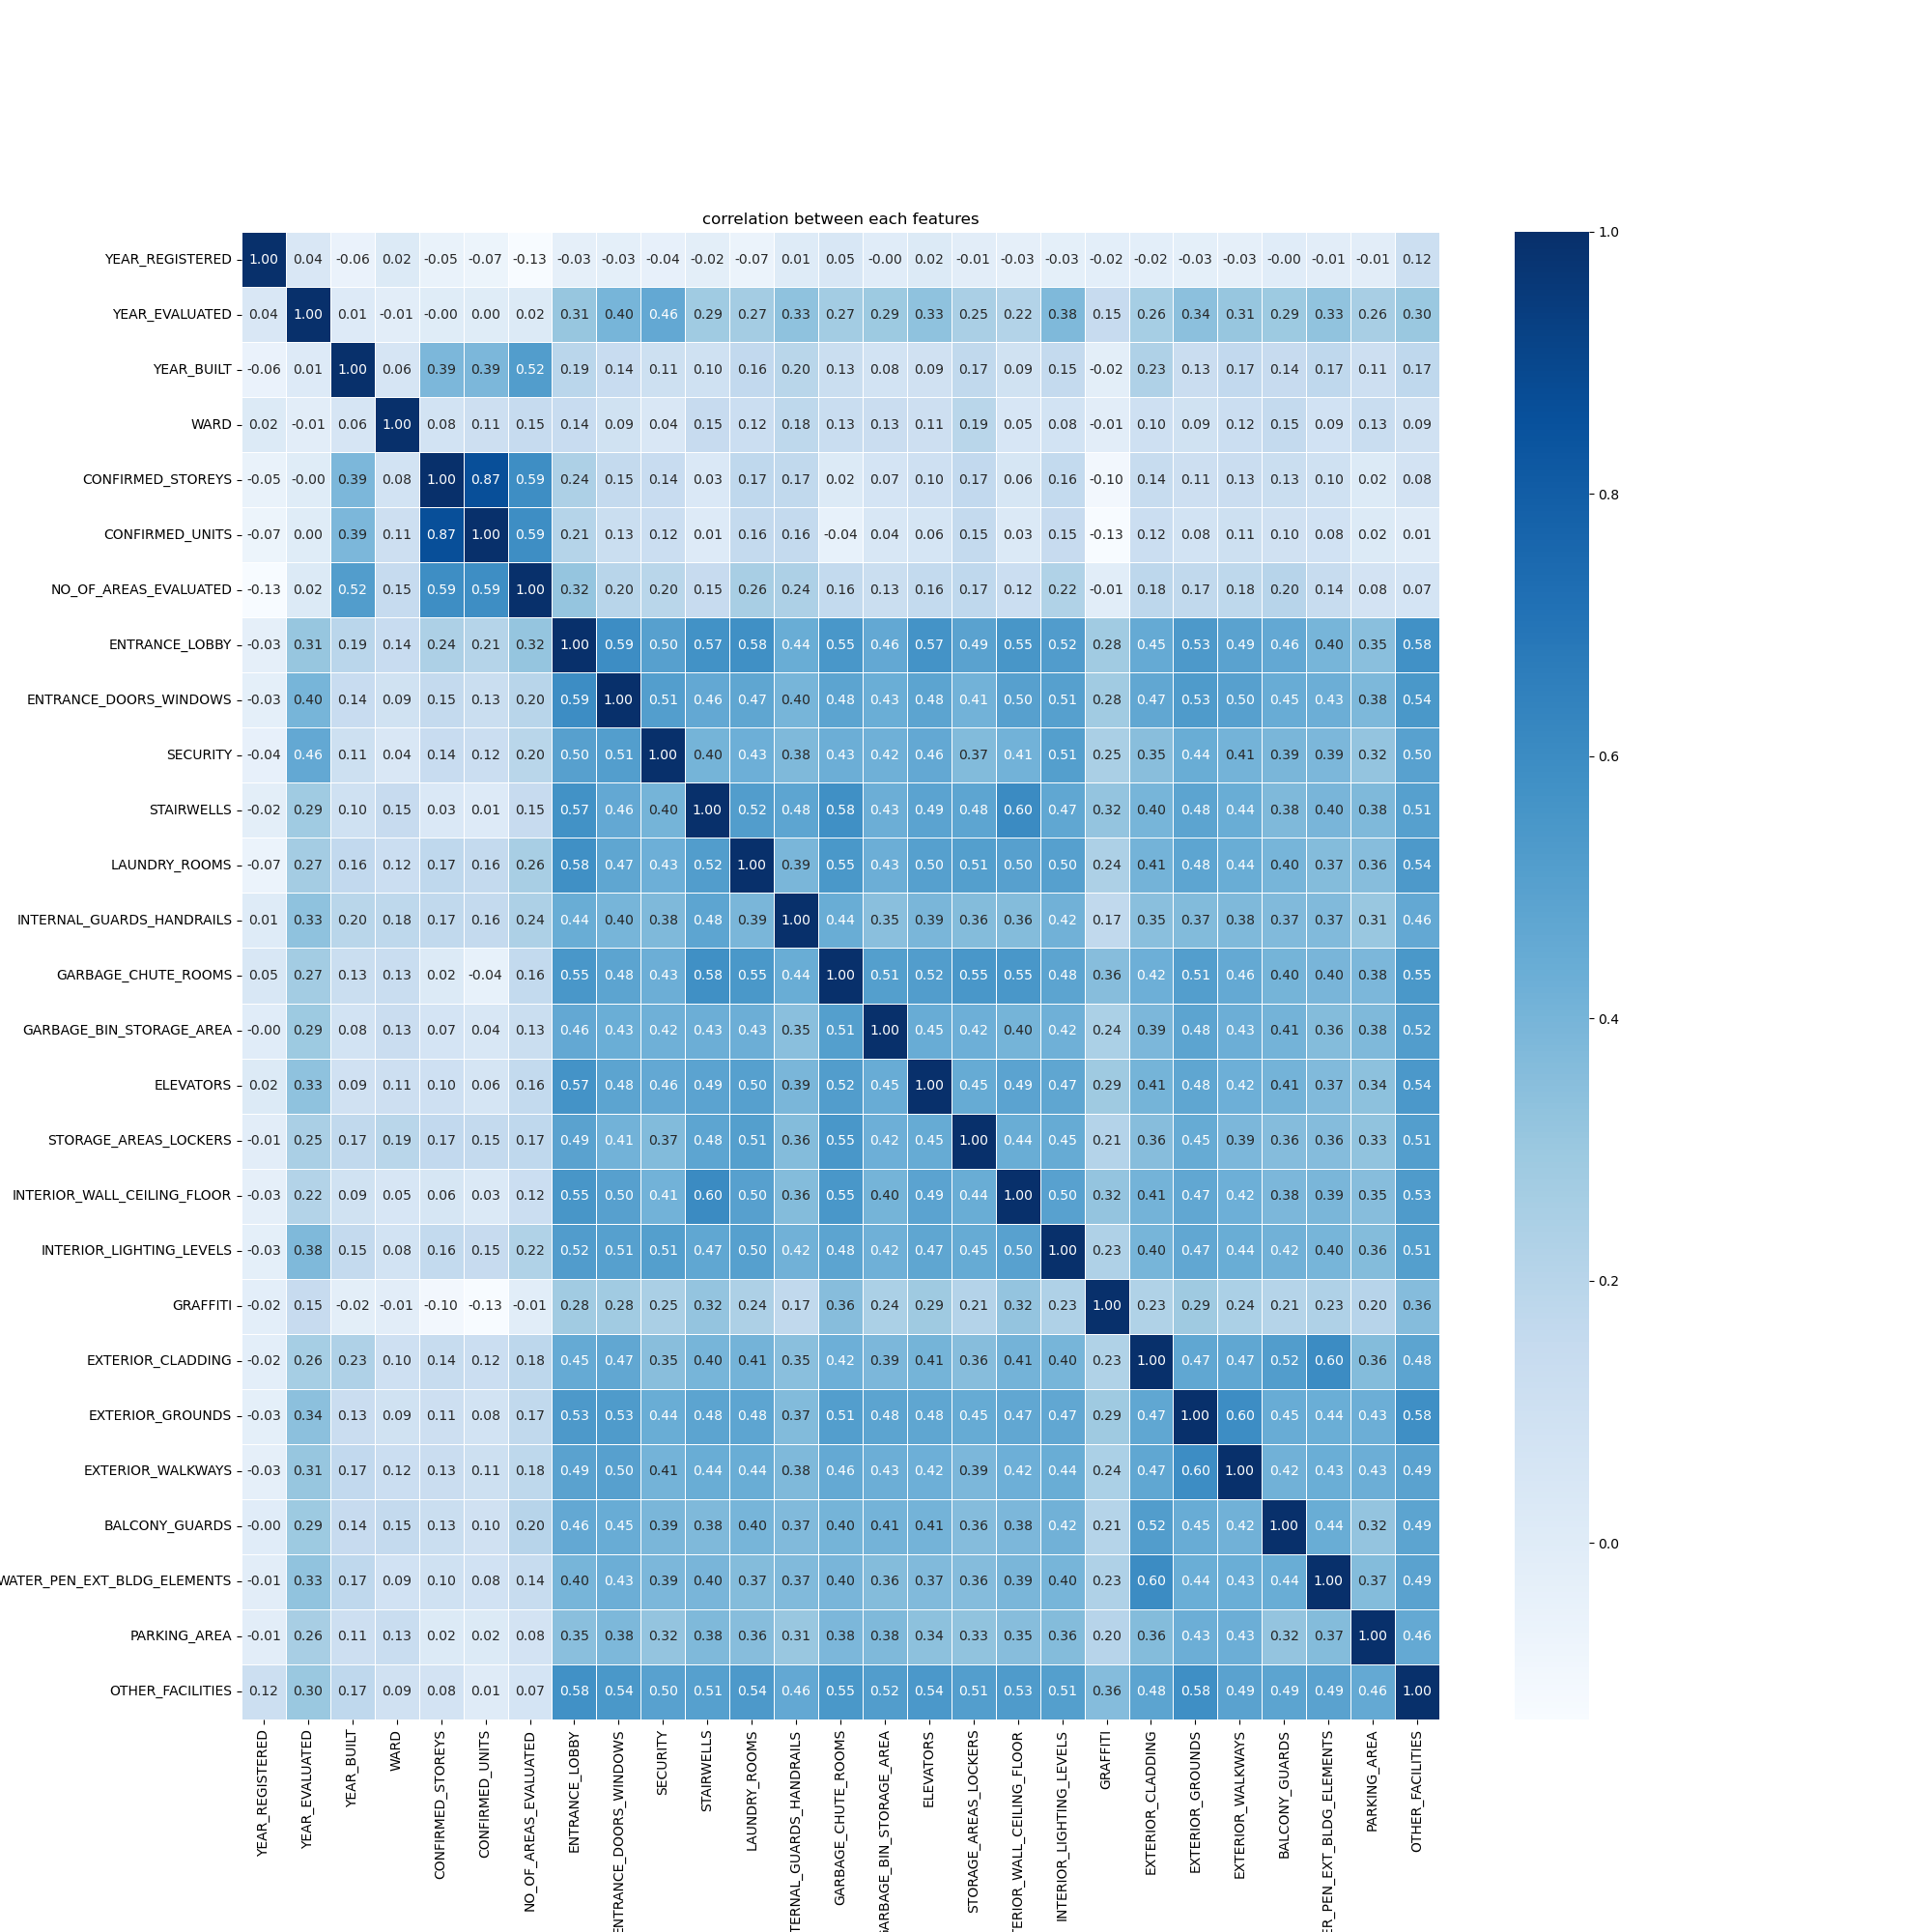 correlation between each features
YEAR_REGISTERED 1.00 0.04 -0.06 0.02 -0.05 -0.07 -0.13 -0.03 -0.03 -0.04 -0.02 -0.07 0.01 0.05 -0.00 0.02 -0.01 -0.03 -0.03 -0.02 -0.02 -0.03 -0.03 -0.00 -0.01 -0.01 0.12
YEAR_EVALUATED 0.04 1.00 0.01 -0.01 -0.00 0.00 0.02 0.31 0.40 0.46 0.29 0.27 0.33 0.27 0.29 0.33 0.25 0.22 0.38 0.15 0.26 0.34 0.31 0.29 0.33 0.26 0.30
YEAR_BUILT -0.06 0.01 1.00 0.06 0.39 0.39 0.52 0.19 0.14 0.11 0.10 0.16 0.20 0.13 0.08 0.09 0.17 0.09 0.15 -0.02 0.23 0.13 0.17 0.14 0.17 0.11 0.17
WARD 0.02 -0.01 0.06 1.00 0.08 0.11 0.15 0.14 0.09 0.04 0.15 0.12 0.18 0.13 0.13 0.11 0.19 0.05 0.08 -0.01 0.10 0.09 0.12 0.15 0.09 0.13 0.09
CONFIRMED_STOREYS -0.05 -0.00 0.39 0.08 1.00 0.87 0.59 0.24 0.15 0.14 0.03 0.17 0.17 0.02 0.07 0.10 0.17 0.06 0.16 -0.10 0.14 0.11 0.13 0.13 0.10 0.02 0.08
CONFIRMED_UNITS -0.07 0.00 0.39 0.11 0.87 1.00 0.59 0.21 0.13 0.12 0.01 0.16 0.16 -0.04 0.04 0.06 0.15 0.03 0.15 -0.13 0.12 0.08 0.11 0.10 0.08 0.02 0.01
NO_OF_AREAS_EVALUATED -0.13 0.02 0.52 0.15 0.59 0.59 1.00 0.32 0.20 0.20 0.15 0.26 0.24 0.16 0.13 0.16 0.17 0.12 0.22 -0.01 0.18 0.17 0.18 0.20 0.14 0.08 0.07
ENTRANCE_LOBBY -0.03 0.31 0.19 0.14 0.24 0.21 0.32 1.00 0.59 0.50 0.57 0.58 0.44 0.55 0.46 0.57 0.49 0.55 0.52 0.28 0.45 0.53 0.49 0.46 0.40 0.35 0.58
ENTRANCE_DOORS_WINDOWS -0.03 0.40 0.14 0.09 0.15 0.13 0.20 0.59 1.00 0.51 0.46 0.47 0.40 0.48 0.43 0.48 0.41 0.50 0.51 0.28 0.47 0.53 0.50 0.45 0.43 0.38 0.54
SECURITY -0.04 0.46 0.11 0.04 0.14 0.12 0.20 0.50 0.51 1.00 0.40 0.43 0.38 0.43 0.42 0.46 0.37 0.41 0.51 0.25 0.35 0.44 0.41 0.39 0.39 0.32 0.50
STAIRWELLS -0.02 0.29 0.10 0.15 0.03 0.01 0.15 0.57 0.46 0.40 1.00 0.52 0.48 0.58 0.43 0.49 0.48 0.60 0.47 0.32 0.40 0.48 0.44 0.38 0.40 0.38 0.51
LAUNDRY_ROOMS -0.07 0.27 0.16 0.12 0.17 0.16 0.26 0.58 0.47 0.43 0.52 1.00 0.39 0.55 0.43 0.50 0.51 0.50 0.50 0.24 0.41 0.48 0.44 0.40 0.37 0.36 0.54
INTERNAL_GUARDS_HANDRAILS 0.01 0.33 0.20 0.18 0.17 0.16 0.24 0.44 0.40 0.38 0.48 0.39 1.00 0.44 0.35 0.39 0.36 0.36 0.42 0.17 0.35 0.37 0.38 0.37 0.37 0.31 0.46
GARBAGE_CHUTE_ROOMS 0.05 0.27 0.13 0.13 0.02 -0.04 0.16 0.55 0.48 0.43 0.58 0.55 0.44 1.00 0.51 0.52 0.55 0.55 0.48 0.36 0.42 0.51 0.46 0.40 0.40 0.38 0.55
GARBAGE_BIN_STORAGE_AREA -0.00 0.29 0.08 0.13 0.07 0.04 0.13 0.46 0.43 0.42 0.43 0.43 0.35 0.51 1.00 0.45 0.42 0.40 0.42 0.24 0.39 0.48 0.43 0.41 0.36 0.38 0.52
ELEVATORS 0.02 0.33 0.09 0.11 0.10 0.06 0.16 0.57 0.48 0.46 0.49 0.50 0.39 0.52 0.45 1.00 0.45 0.49 0.47 0.29 0.41 0.48 0.42 0.41 0.37 0.34 0.54
STORAGE_AREAS_LOCKERS -0.01 0.25 0.17 0.19 0.17 0.15 0.17 0.49 0.41 0.37 0.48 0.51 0.36 0.55 0.42 0.45 1.00 0.44 0.45 0.21 0.36 0.45 0.39 0.36 0.36 0.33 0.51
INTERIOR_WALL_CEILING_FLOOR -0.03 0.22 0.09 0.05 0.06 0.03 0.12 0.55 0.50 0.41 0.60 0.50 0.36 0.55 0.40 0.49 0.44 1.00 0.50 0.32 0.41 0.47 0.42 0.38 0.39 0.35 0.53
INTERIOR_LIGHTING_LEVELS -0.03 0.38 0.15 0.08 0.16 0.15 0.22 0.52 0.51 0.51 0.47 0.50 0.42 0.48 0.42 0.47 0.45 0.50 1.00 0.23 0.40 0.47 0.44 0.42 0.40 0.36 0.51
GRAFFITI -0.02 0.15 -0.02 -0.01 -0.10 -0.13 -0.01 0.28 0.28 0.25 0.32 0.24 0.17 0.36 0.24 0.29 0.21 0.32 0.23 1.00 0.23 0.29 0.24 0.21 0.23 0.20 0.36
EXTERIOR_CLADDING -0.02 0.26 0.23 0.10 0.14 0.12 0.18 0.45 0.47 0.35 0.40 0.41 0.35 0.42 0.39 0.41 0.36 0.41 0.40 0.23 1.00 0.47 0.47 0.52 0.60 0.36 0.48
EXTERIOR_GROUNDS -0.03 0.34 0.13 0.09 0.11 0.08 0.17 0.53 0.53 0.44 0.48 0.48 0.37 0.51 0.48 0.48 0.45 0.47 0.47 0.29 0.47 1.00 0.60 0.45 0.44 0.43 0.58
EXTERIOR_WALKWAYS -0.03 0.31 0.17 0.12 0.13 0.11 0.18 0.49 0.50 0.41 0.44 0.44 0.38 0.46 0.43 0.42 0.39 0.42 0.44 0.24 0.47 0.60 1.00 0.42 0.43 0.43 0.49
BALCONY_GUARDS -0.00 0.29 0.14 0.15 0.13 0.10 0.20 0.46 0.45 0.39 0.38 0.40 0.37 0.40 0.41 0.41 0.36 0.38 0.42 0.21 0.52 0.45 0.42 1.00 0.44 0.32 0.49
WATER_PEN_EXT_BLDG_ELEMENTS -0.01 0.33 0.17 0.09 0.10 0.08 0.14 0.40 0.43 0.39 0.40 0.37 0.37 0.40 0.36 0.37 0.36 0.39 0.40 0.23 0.60 0.44 0.43 0.44 1.00 0.37 0.49
PARKING_AREA -0.01 0.26 0.11 0.13 0.02 0.02 0.08 0.35 0.38 0.32 0.38 0.36 0.31 0.38 0.38 0.34 0.33 0.35 0.36 0.20 0.36 0.43 0.43 0.32 0.37 1.00 0.46
OTHER_FACILITIES 0.12 0.30 0.17 0.09 0.08 0.01 0.07 0.58 0.54 0.50 0.51 0.54 0.46 0.55 0.52 0.54 0.51 0.53 0.51 0.36 0.48 0.58 0.49 0.49 0.49 0.46 1.00
YEAR_REGISTERED
YEAR_EVALUATED
YEAR_BUILT
WARD
CONFIRMED_STOREYS
CONFIRMED_UNITS
NO_OF_AREAS_EVALUATED
ENTRANCE_LOBBY
ENTRANCE_DOORS_WINDOWS
SECURITY
STAIRWELLS
LAUNDRY_ROOMS
TERNAL_GUARDS_HANDRAILS
GARBAGE_CHUTE_ROOMS
GARBAGE_BIN_STORAGE_AREA
ELEVATORS
STORAGE_AREAS_LOCKERS
TERIOR_WALL_CEILING_FLOOR
INTERIOR_LIGHTING_LEVELS
GRAFFITI
EXTERIOR_CLADDING
EXTERIOR_GROUNDS
EXTERIOR_WALKWAYS
BALCONY_GUARDS
ER_PEN_EXT_BLDG_ELEMENTS
PARKING_AREA
OTHER_FACILITIES
1.0
0.8
0.6
0.4
0.2
0.0